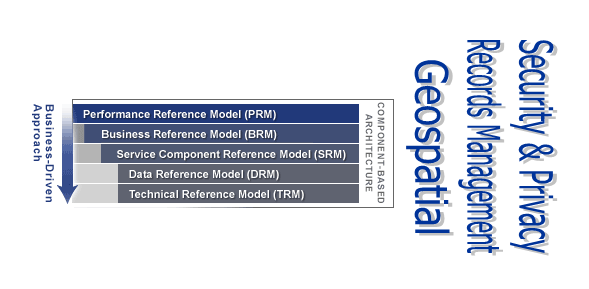 Business-Driven
Approach
Performance Reference Model (PRM)
Business Reference Model (BRM)
Service Component Reference Model (SRM)
Data Reference Model (DRM)
Technical Reference Model (TRM)
COMPONENT-BASED
ARCHITECTURE
Geospatial
Records Management
Security & Privacy